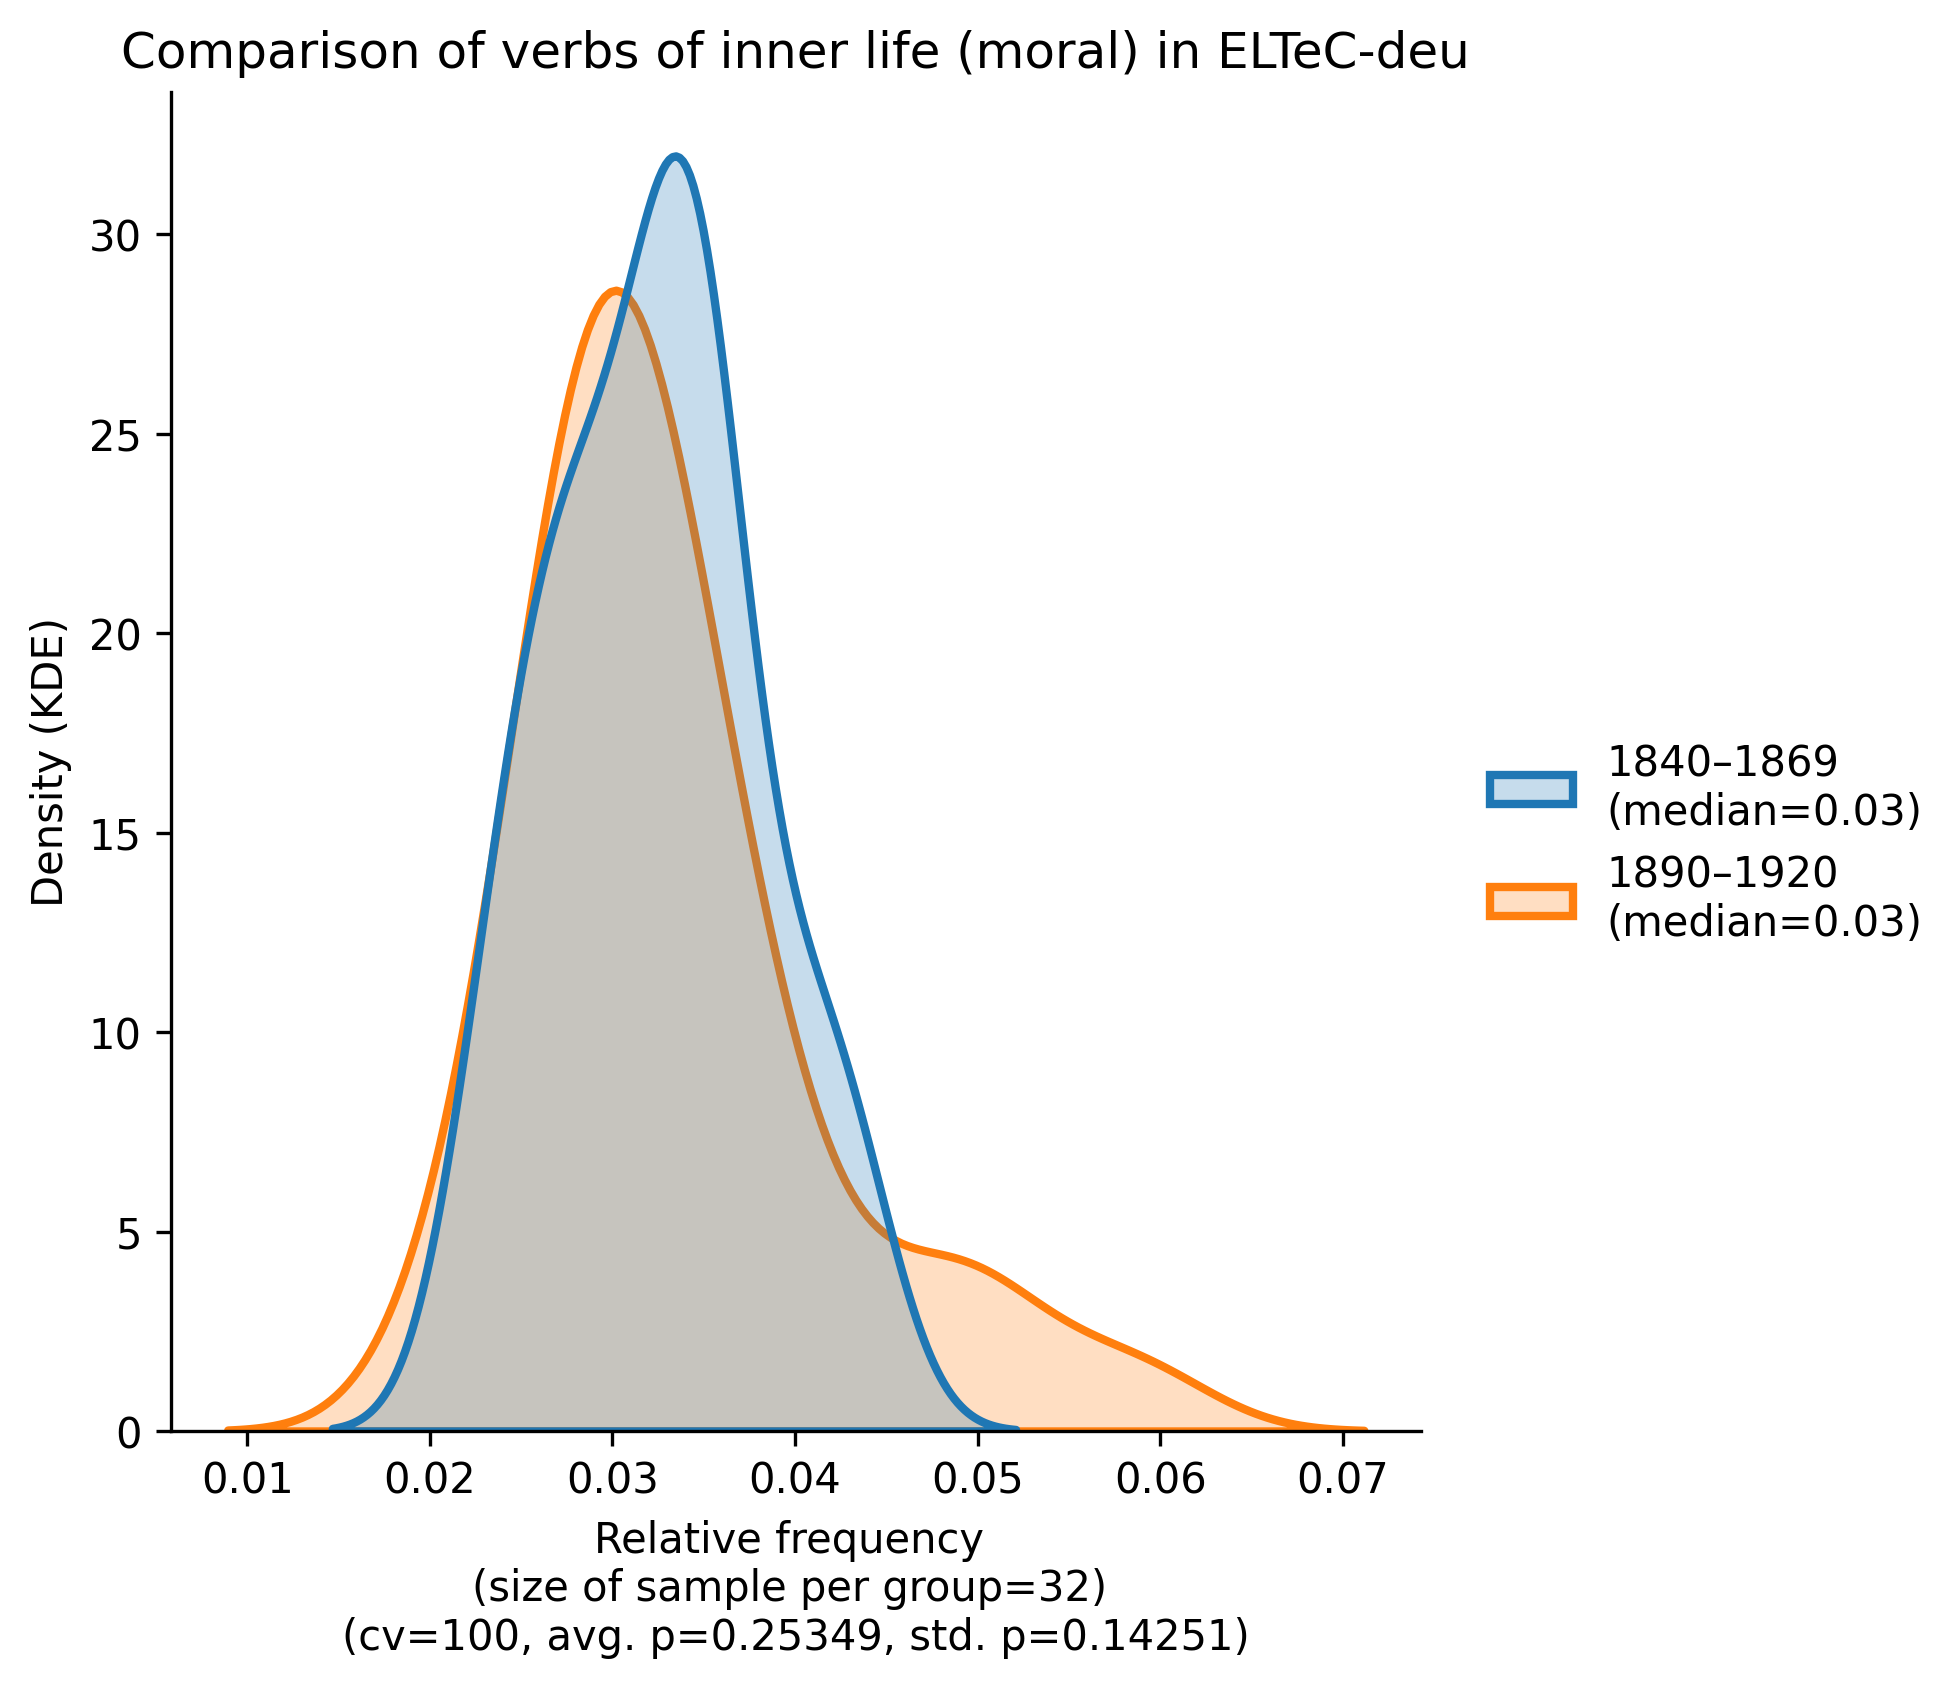 Comparison of verbs of inner life (moral) in ELTeC-deu
Density (KDE)
30
25
20
15
10
5
0
0.01 0.02 0.03 0.04 0.05 0.06 0.07
Relative frequency
(size of sample per group=32)
(cv=100, avg. p=0.25349, std. p=0.14251)
1840–1869
(median=0.03)
1890–1920
(median=0.03)